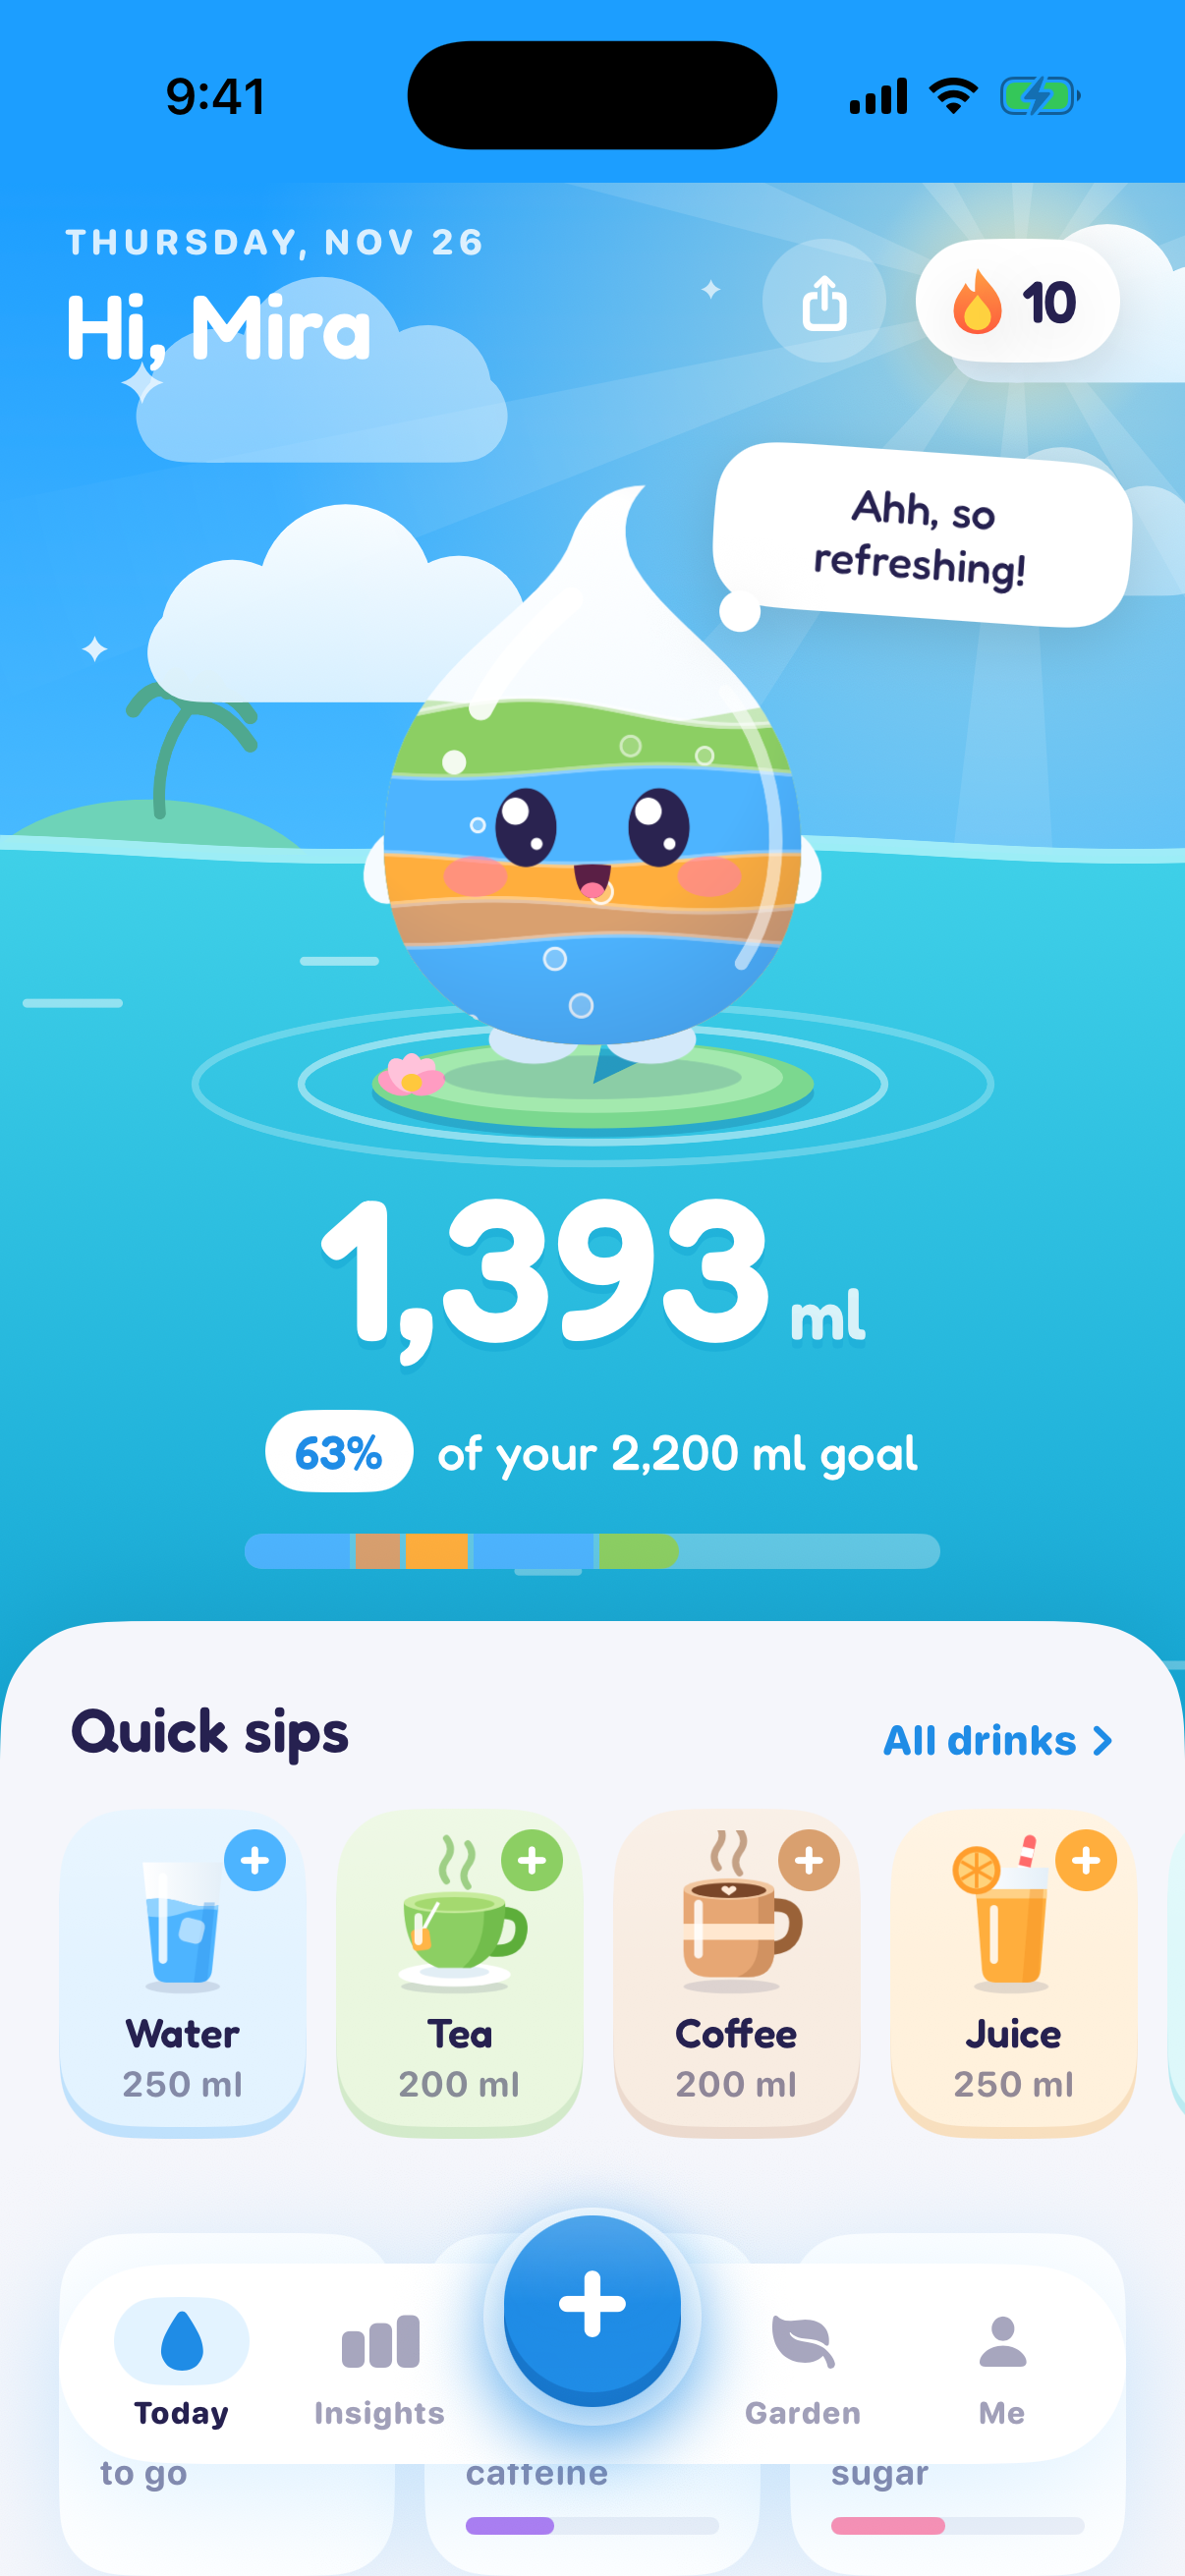 9:41
THURSDAY, NOV 26
Hi, Mira
10
Ahh, so
refreshing!
1,393 ml
63% of your 2,200 ml goal
Quick sips
All drinks
Water
250 ml
Tea
200 ml
Coffee
200 ml
Juice
250 ml
Today
Insights
Garden
Me
to go
caffeine
sugar